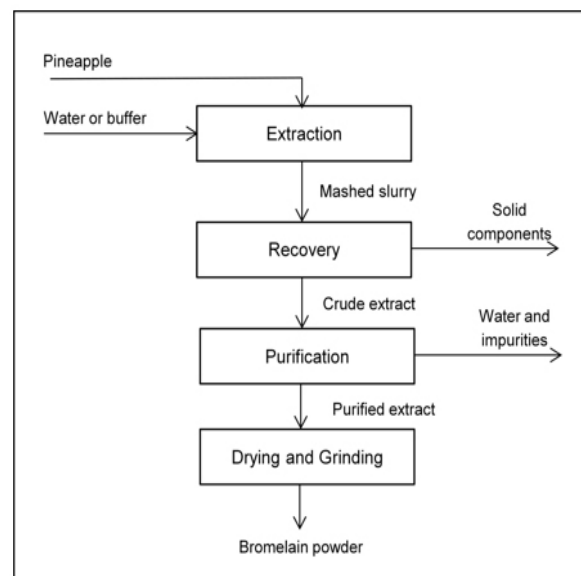 Pineapple
Water or buffer
Extraction
Mashed slurry
Solid
components
Recovery
Crude extract
Water and
impurities
Purification
Purified extract
Drying and Grinding
Bromelain powder